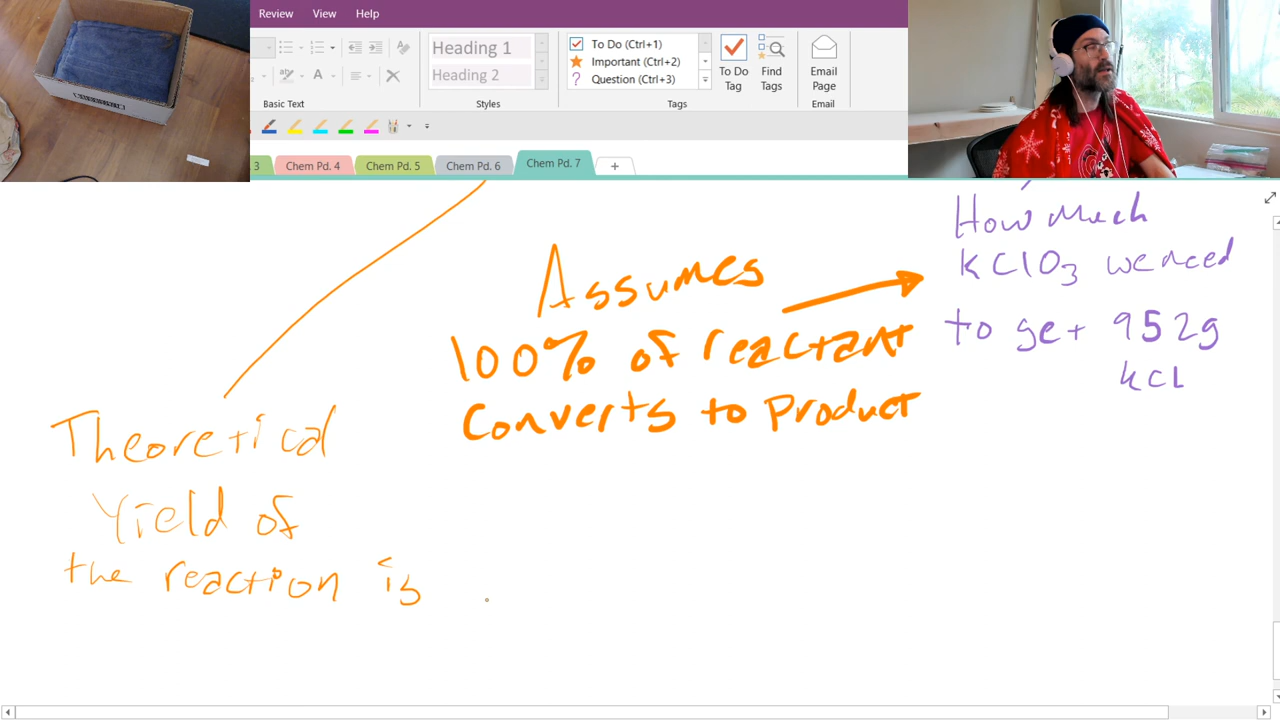 Review View Help
Heading 1
Heading 2
To Do (Ctrl+1)
Important (Ctrl+2)
Question (Ctrl+3)
To Do
Tag
Find
Tags
Email
Page
Basic Text
Styles
Tags
Email
3 Chem Pd. 4 Chem Pd. 5 Chem Pd. 6 Chem Pd. 7 +
How much
KClO3 we need
to get 952g
KCl
Assumes
100% of reactant
Converts to Product
Theoretical
Yield of
the reaction is